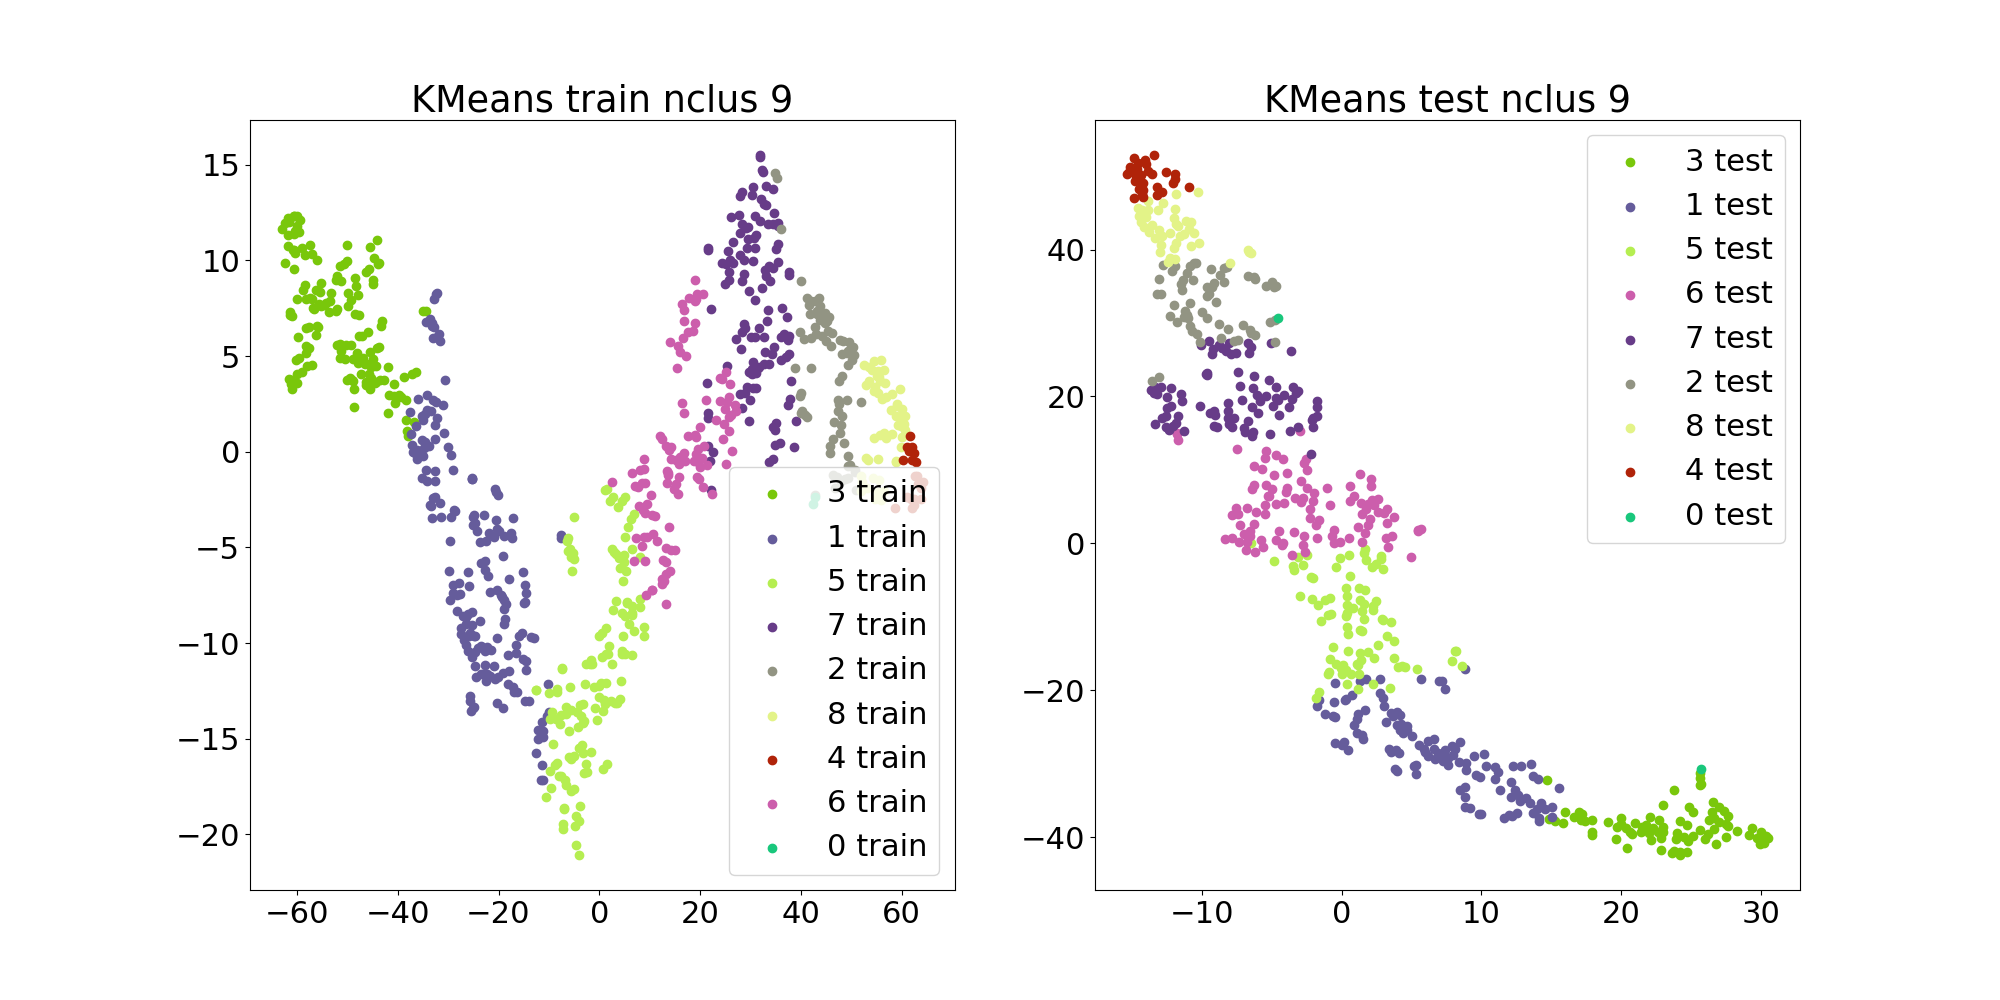 KMeans train nclus 9
15
10
5
0
−5
−10
−15
−20
−60 −40 −20 0 20 40 60
3 train
1 train
5 train
7 train
2 train
8 train
4 train
6 train
0 train
KMeans test nclus 9
40
20
0
−20
−40
−10 0 10 20 30
3 test
1 test
5 test
6 test
7 test
2 test
8 test
4 test
0 test